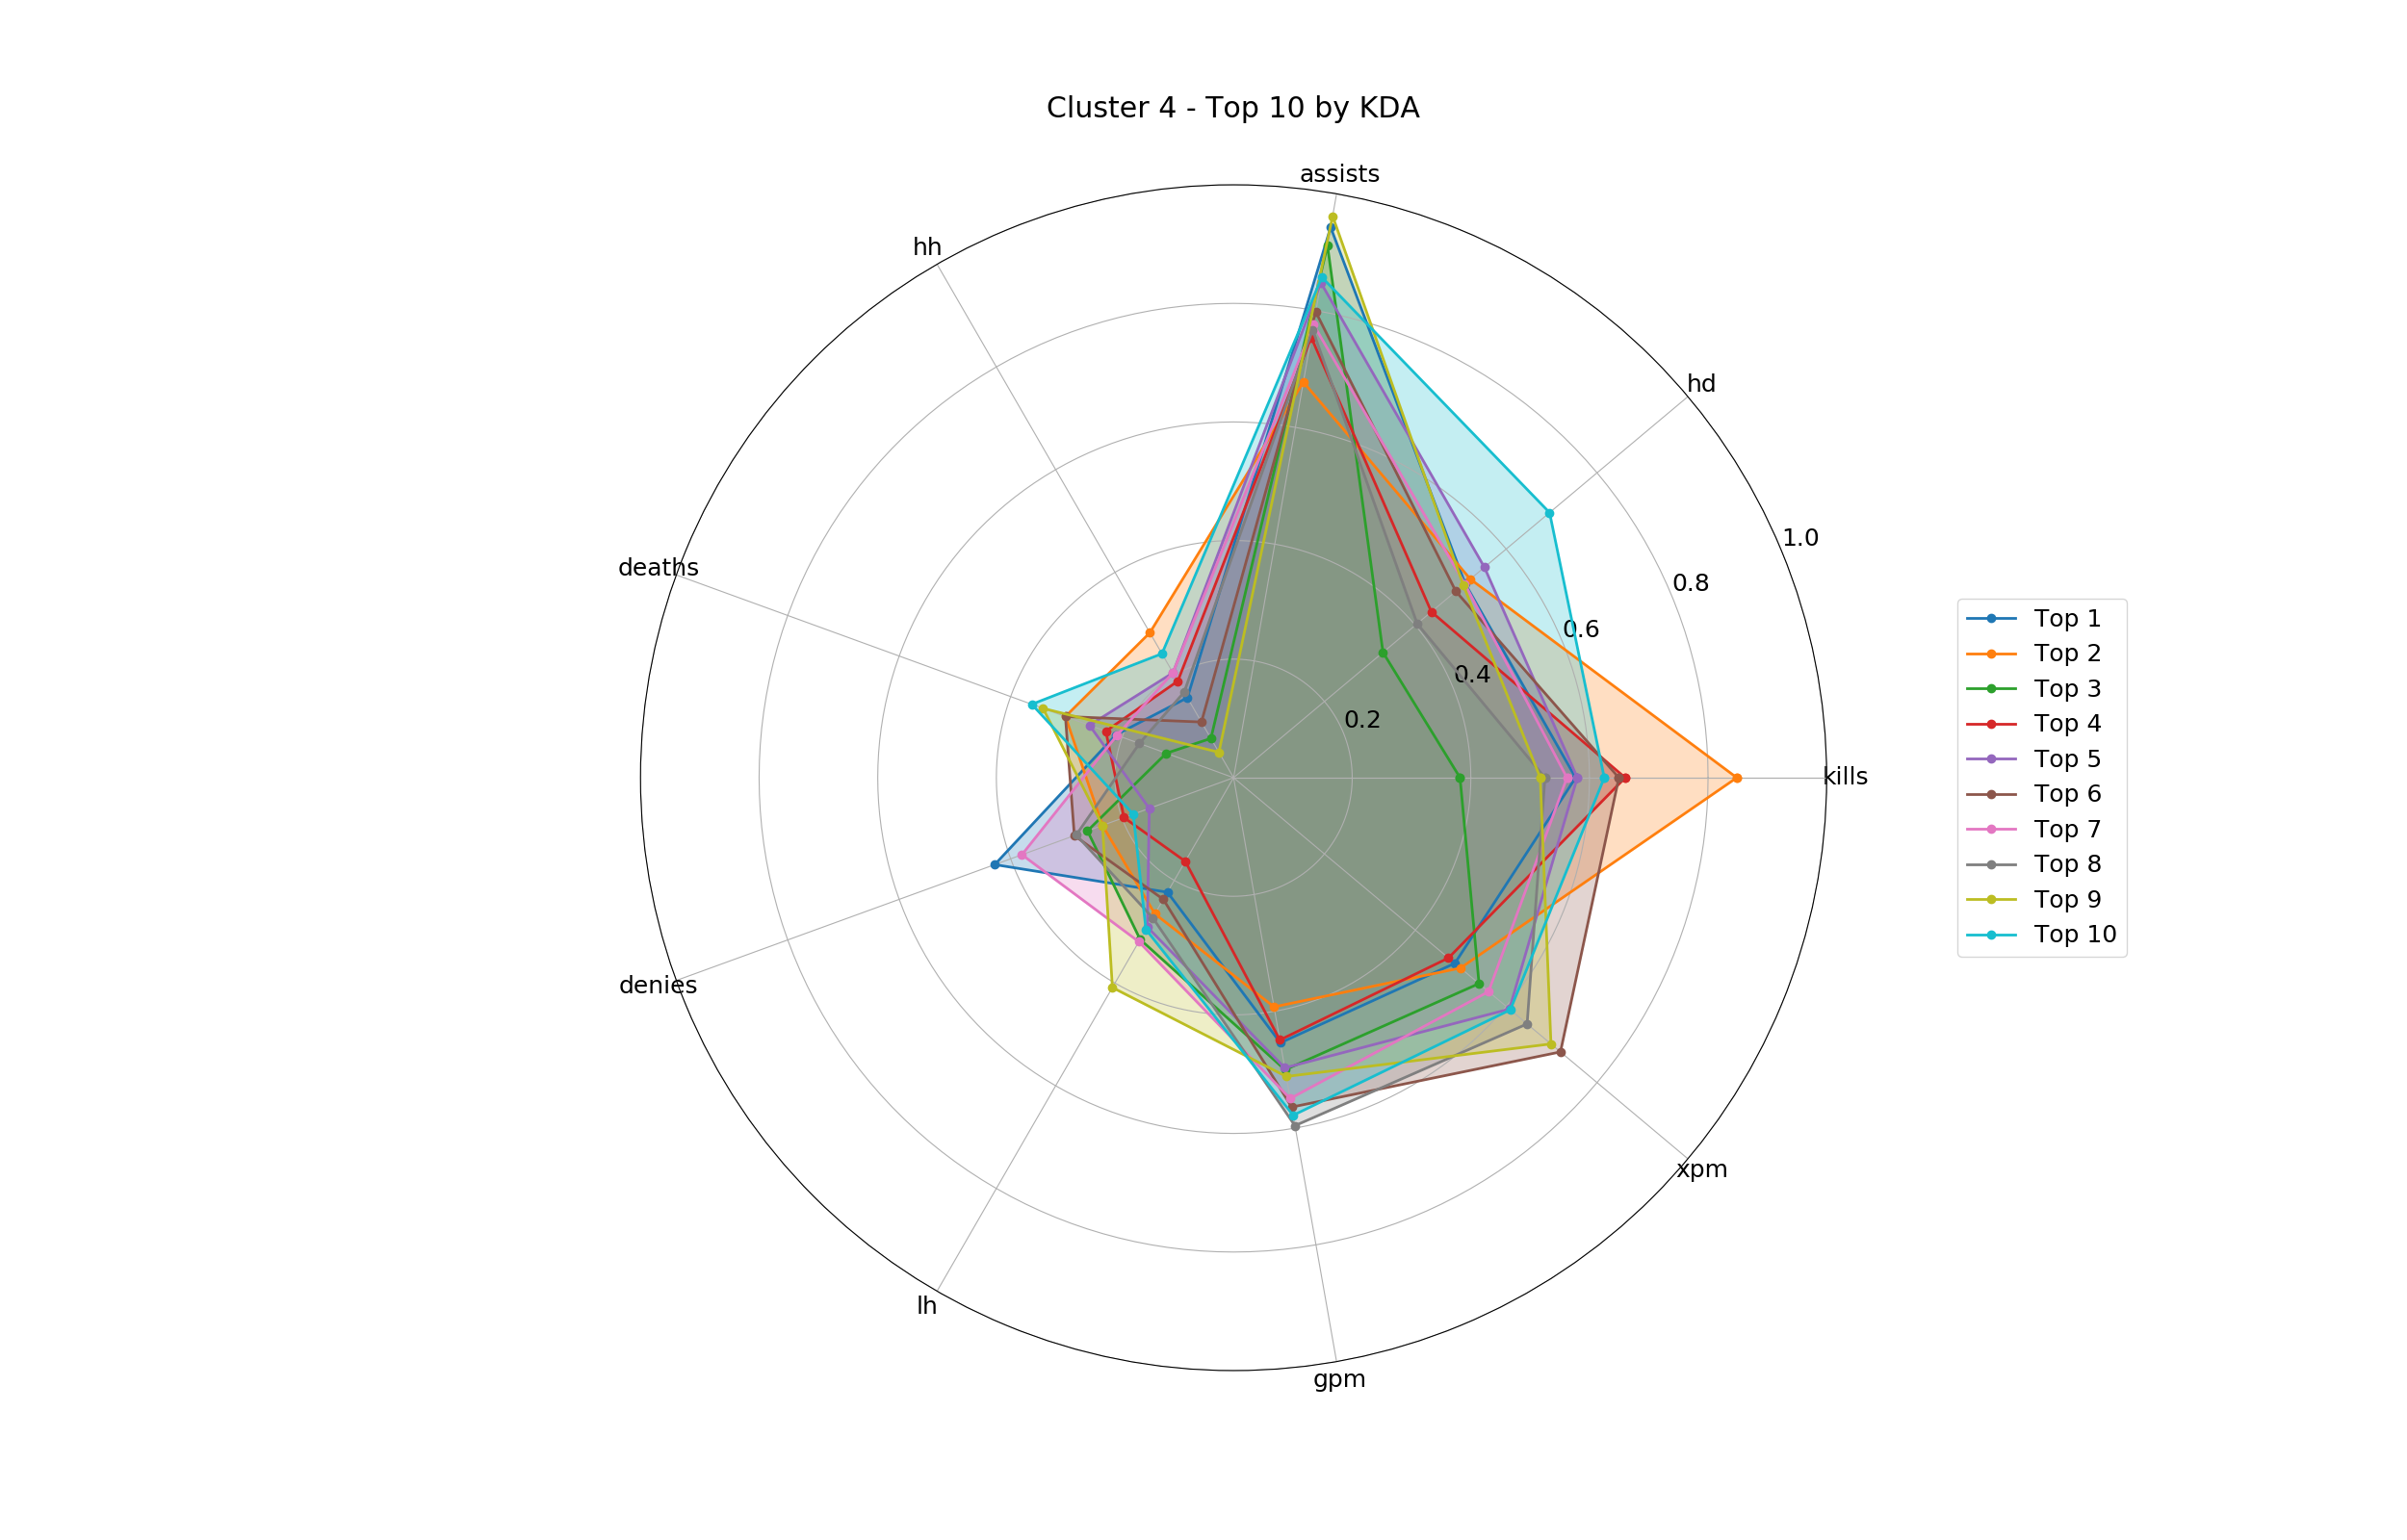 Cluster 4 - Top 10 by KDA
assists
hh
hd
deaths
1.0
0.8
0.6
0.4
0.2
kills
denies
xpm
lh
gpm
Top 1
Top 2
Top 3
Top 4
Top 5
Top 6
Top 7
Top 8
Top 9
Top 10